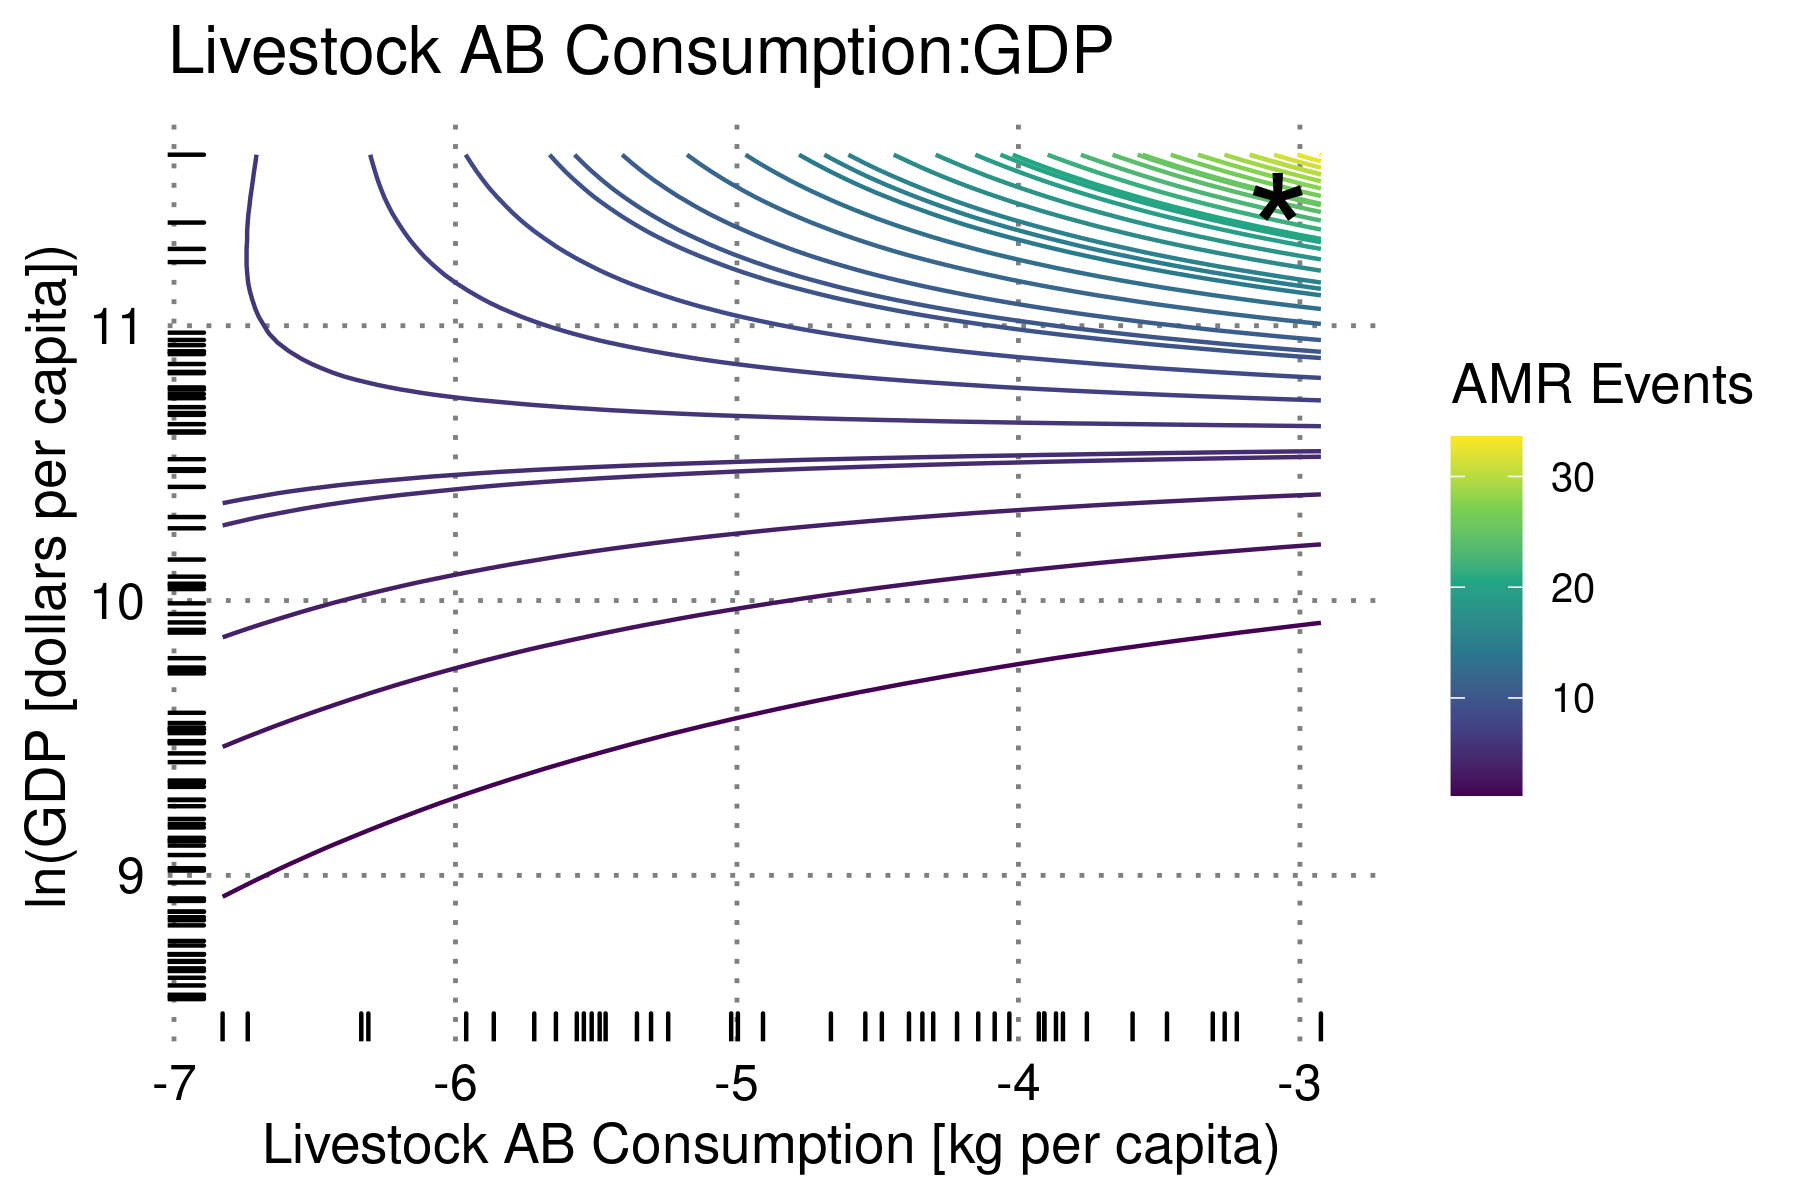 Livestock AB Consumption:GDP
ln(GDP [dollars per capita])
11
10
9
-7 -6 -5 -4 -3
Livestock AB Consumption [kg per capita)
*
AMR Events
30
20
10